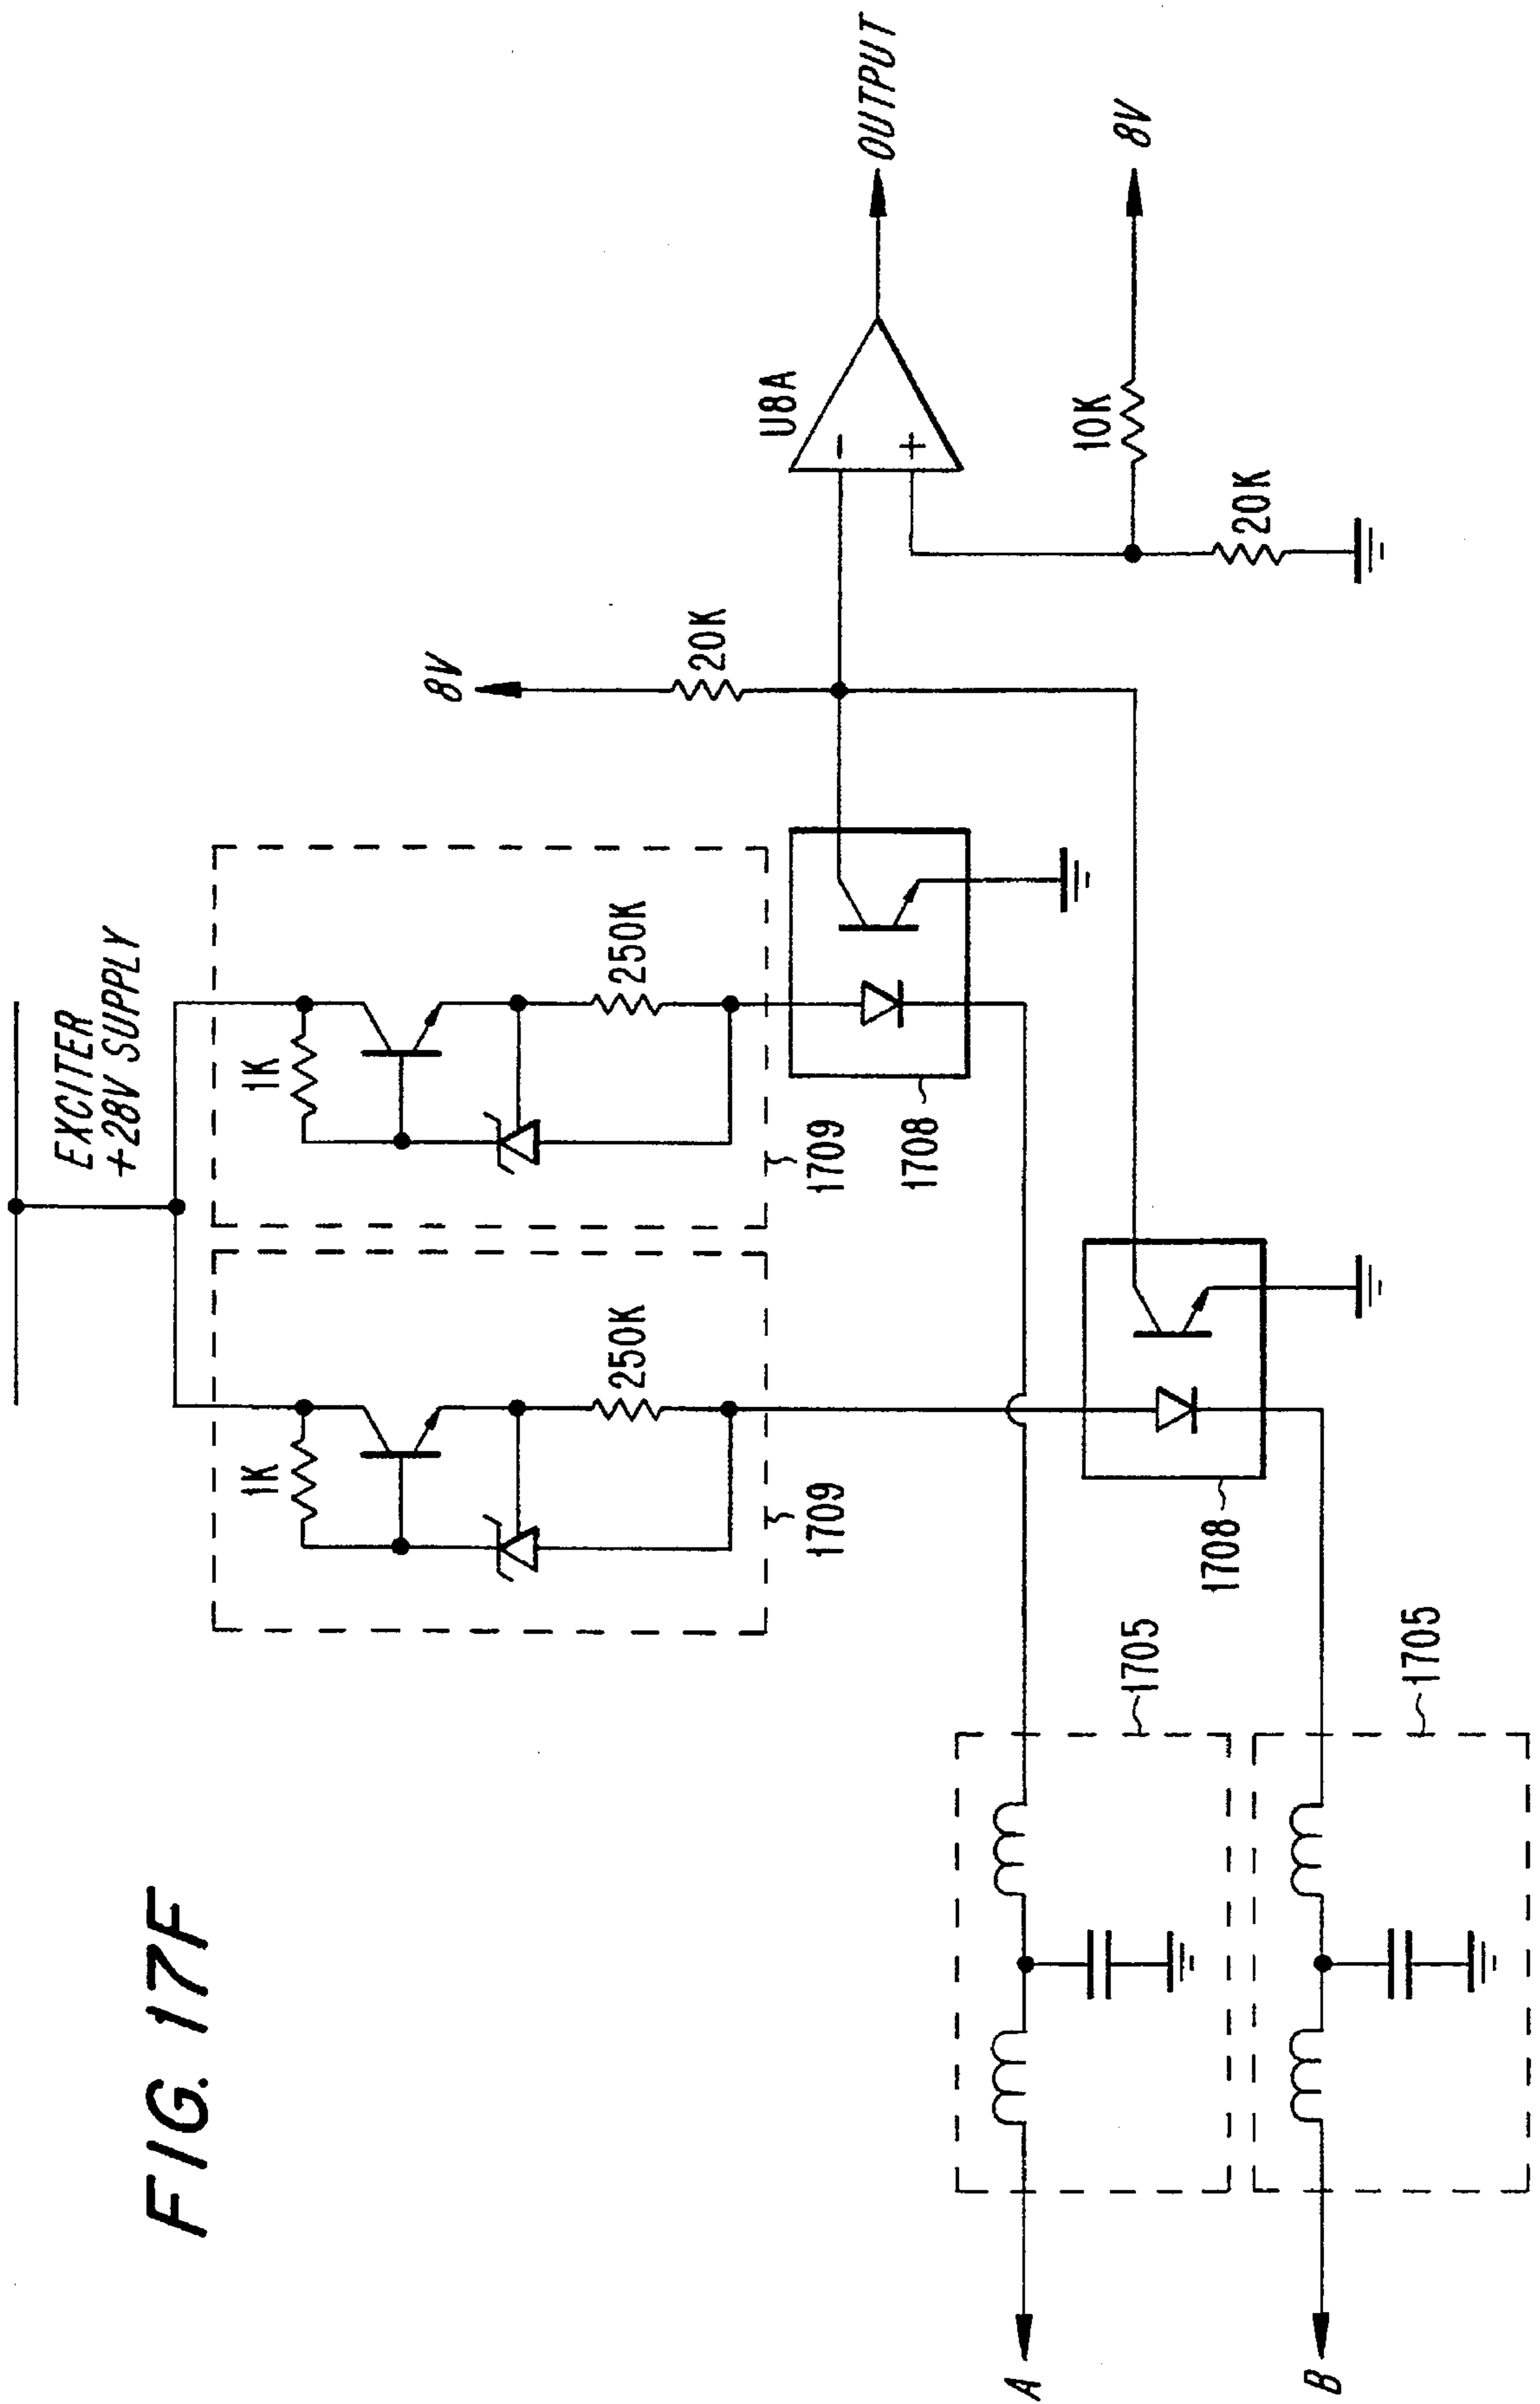 FIG. 17F
EXCITER
+28V SUPPLY
1K
1K
250K
250K
1709
1709
8V
20K
U8A
-
+
OUTPUT
10K
8V
20K
1708
1708
1705
1705
A
B